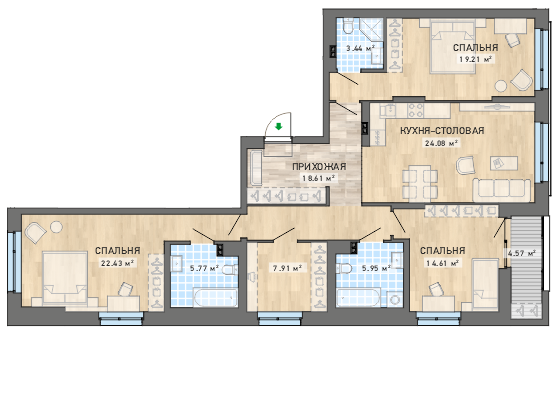 3.44 м²
СПАЛЬНЯ
19.21 м²
КУХНЯ-СТОЛОВАЯ
24.08 м²
ПРИХОЖАЯ
18.61 м²
СПАЛЬНЯ
22.43 м²
5.77 м²
7.91 м²
5.95 м²
СПАЛЬНЯ
14.61 м²
4.57 м²